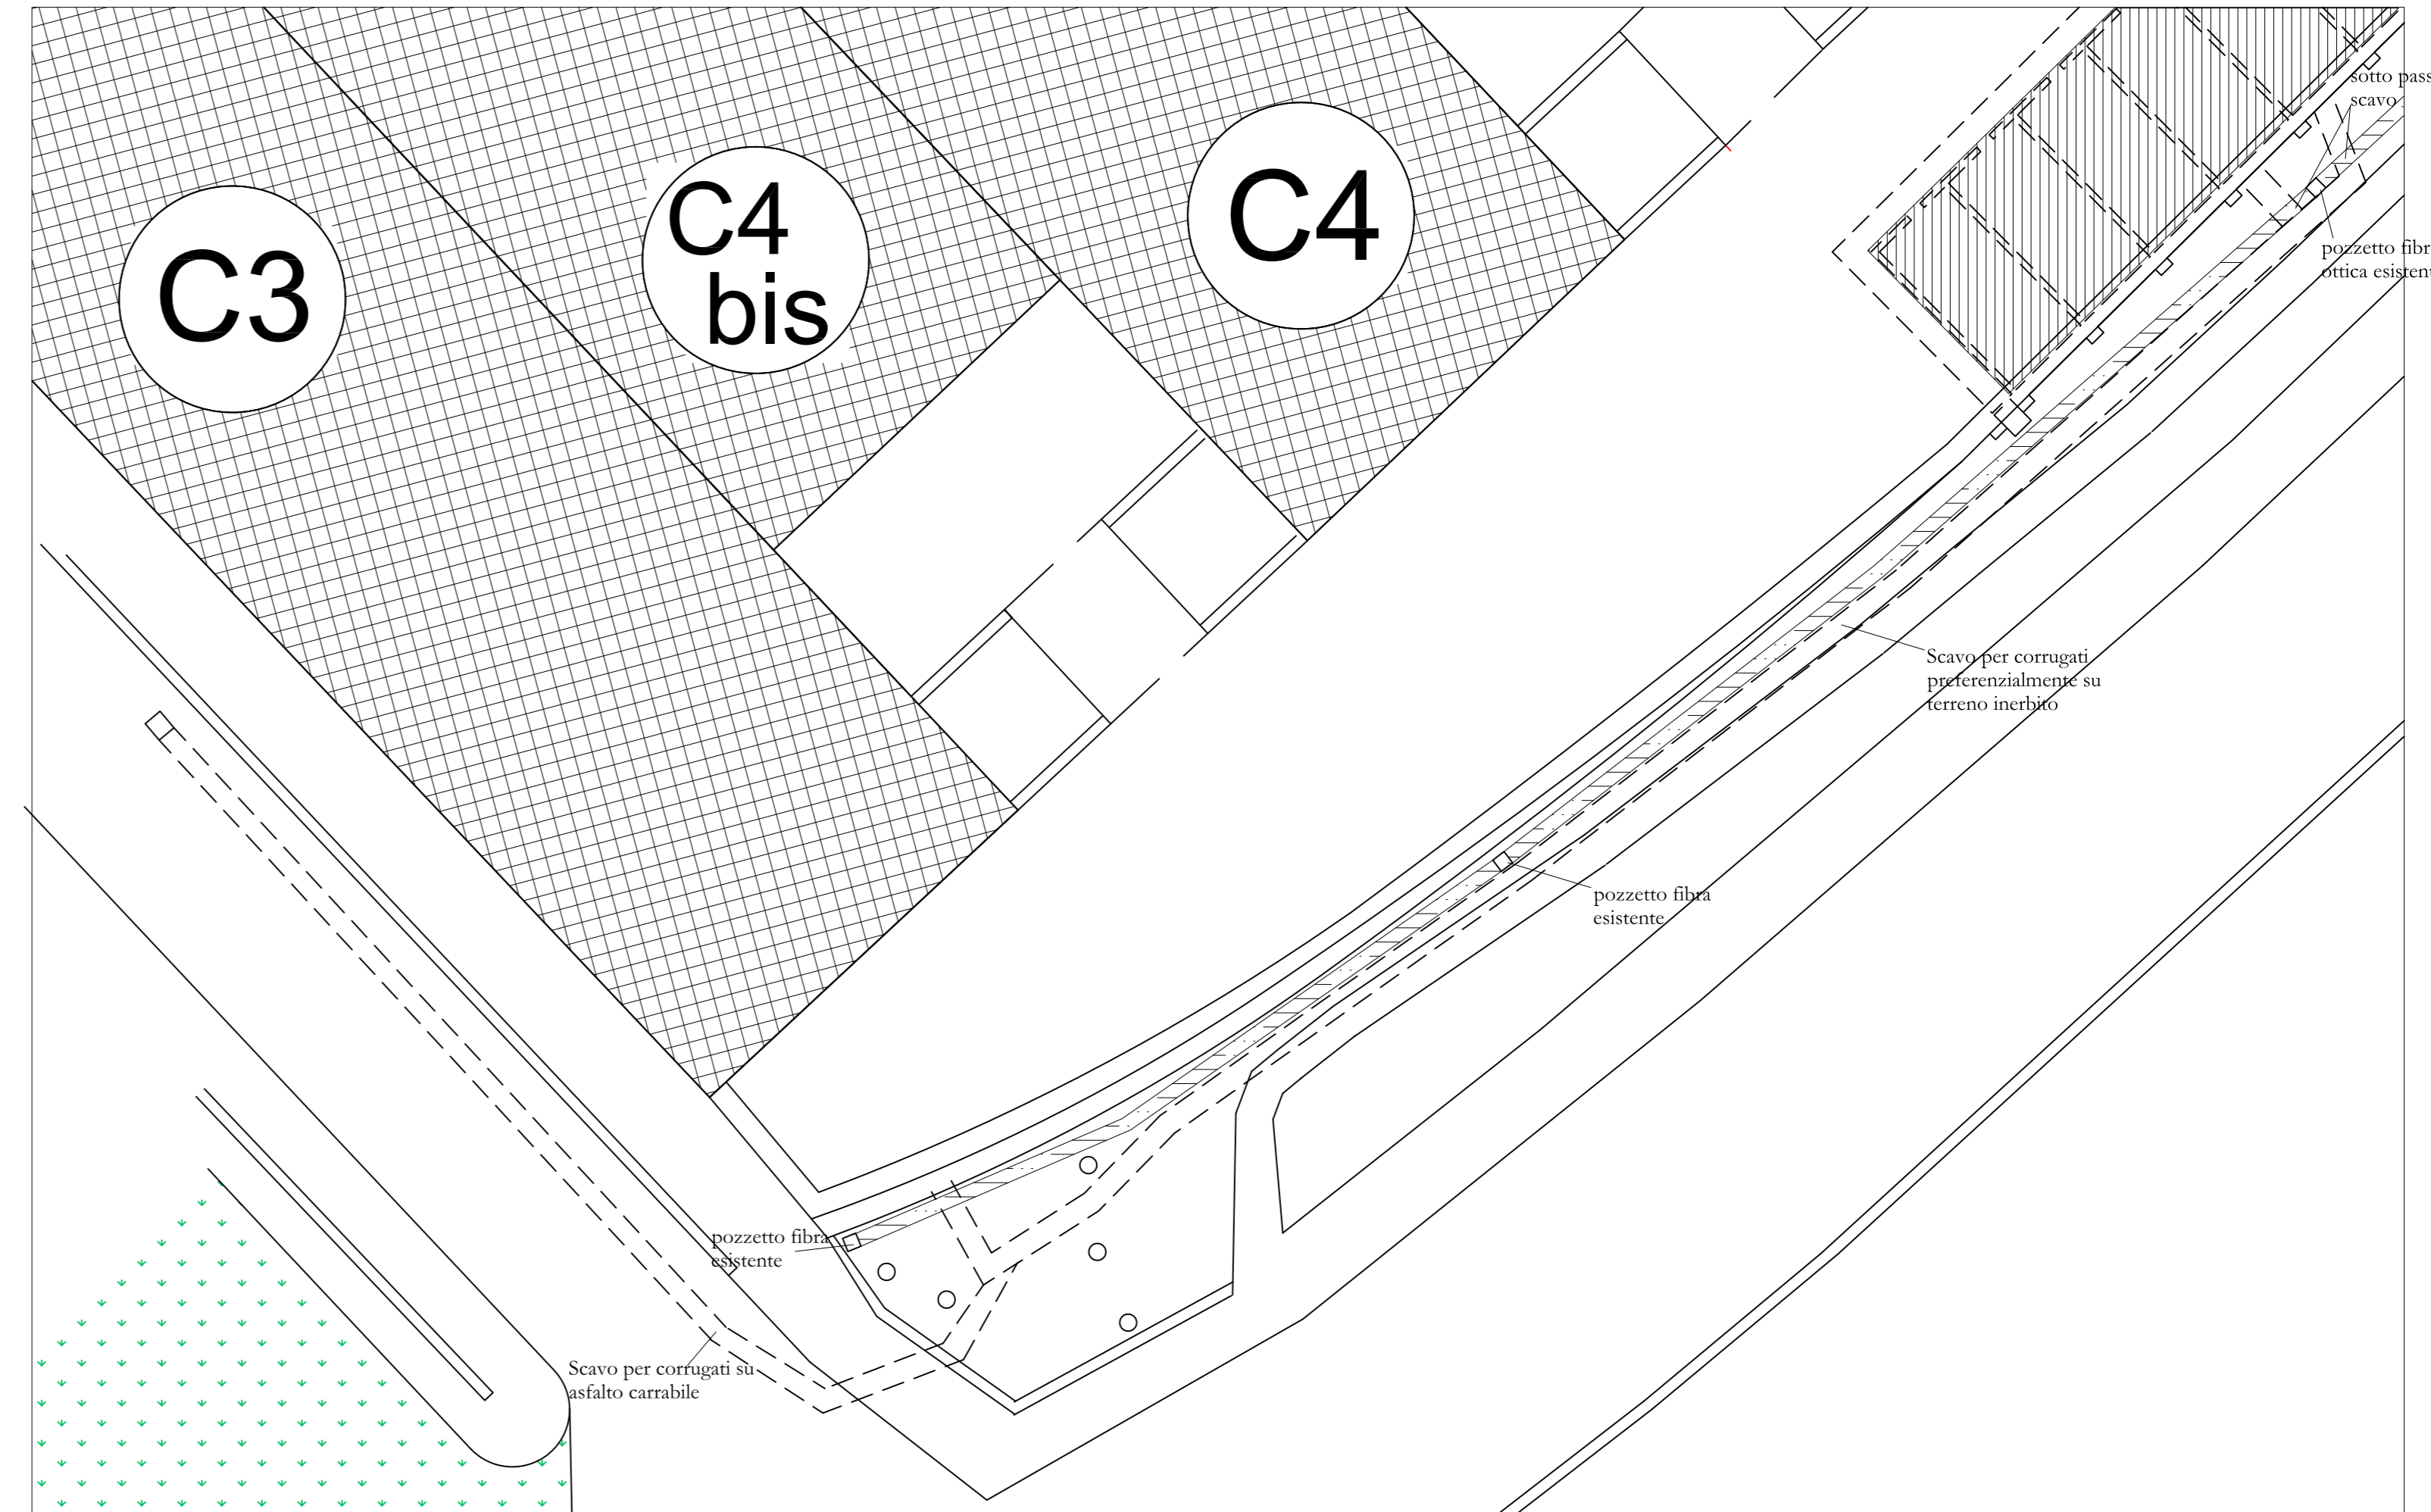 sotto pass
scavo
C4
C4
bis
C3
pozzetto fibr
ottica esistent
Scavo per corrugati
preferenzialmente su
terreno inerbito
pozzetto fibra
esistente
pozzetto fibra
esistente
Scavo per corrugati su
asfalto carrabile